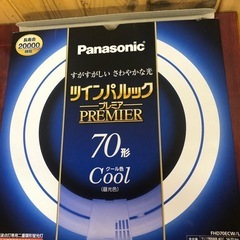 長寿命
20000
時間
Panasonic
すがすがしい さわやかな光
ツインパルック
プレミア
PREMIER
70形
クール色
Cool
(昼光色)
FHD70ECW/L